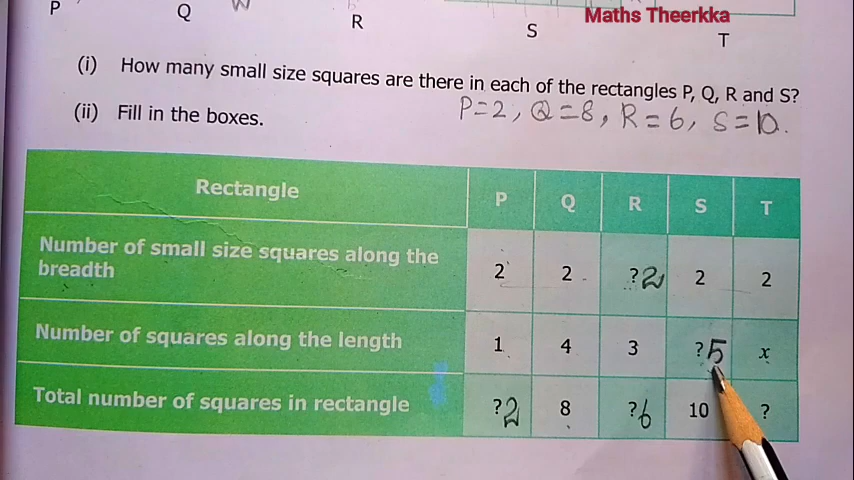 P Q R S Maths Theerkka T
(i) How many small size squares are there in each of the rectangles P, Q, R and S?
P=2, Q=8, R=6, S=10.
(ii) Fill in the boxes.
Rectangle P Q R S T
Number of small size squares along the breadth 2 2 ?2 2 2
Number of squares along the length 1 4 3 ?5 x
Total number of squares in rectangle ?2 8 ?6 10 ?